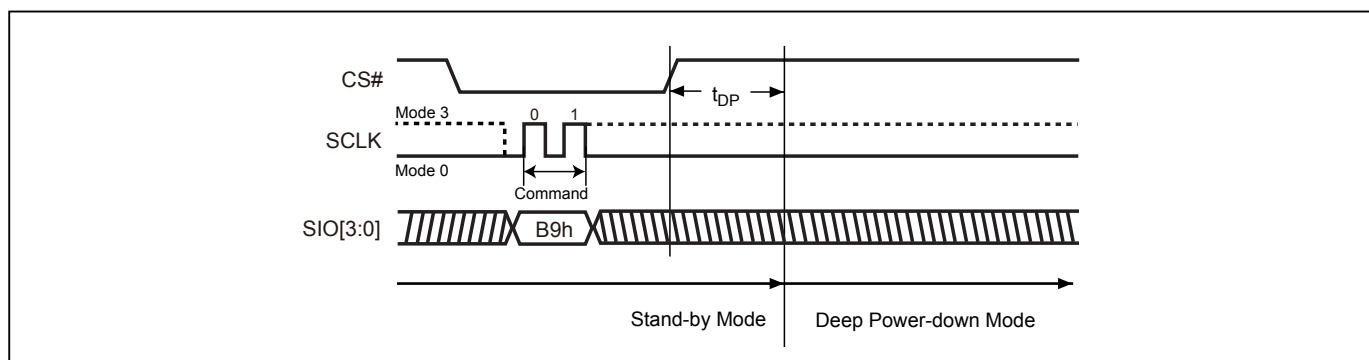 CS#
t_DP
Mode 3
0 1
SCLK
Mode 0
Command
SIO[3:0]
B9h
Stand-by Mode
Deep Power-down Mode